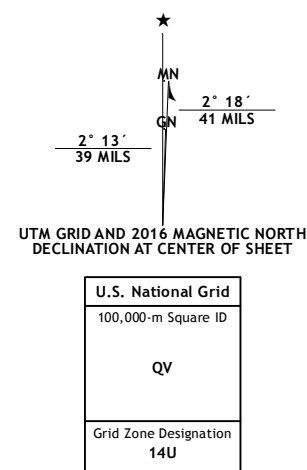 ★
MN
GN
2° 18´
41 MILS
2° 13´
39 MILS
UTM GRID AND 2016 MAGNETIC NORTH
DECLINATION AT CENTER OF SHEET
U.S. National Grid
100,000-m Square ID
QV
Grid Zone Designation
14U